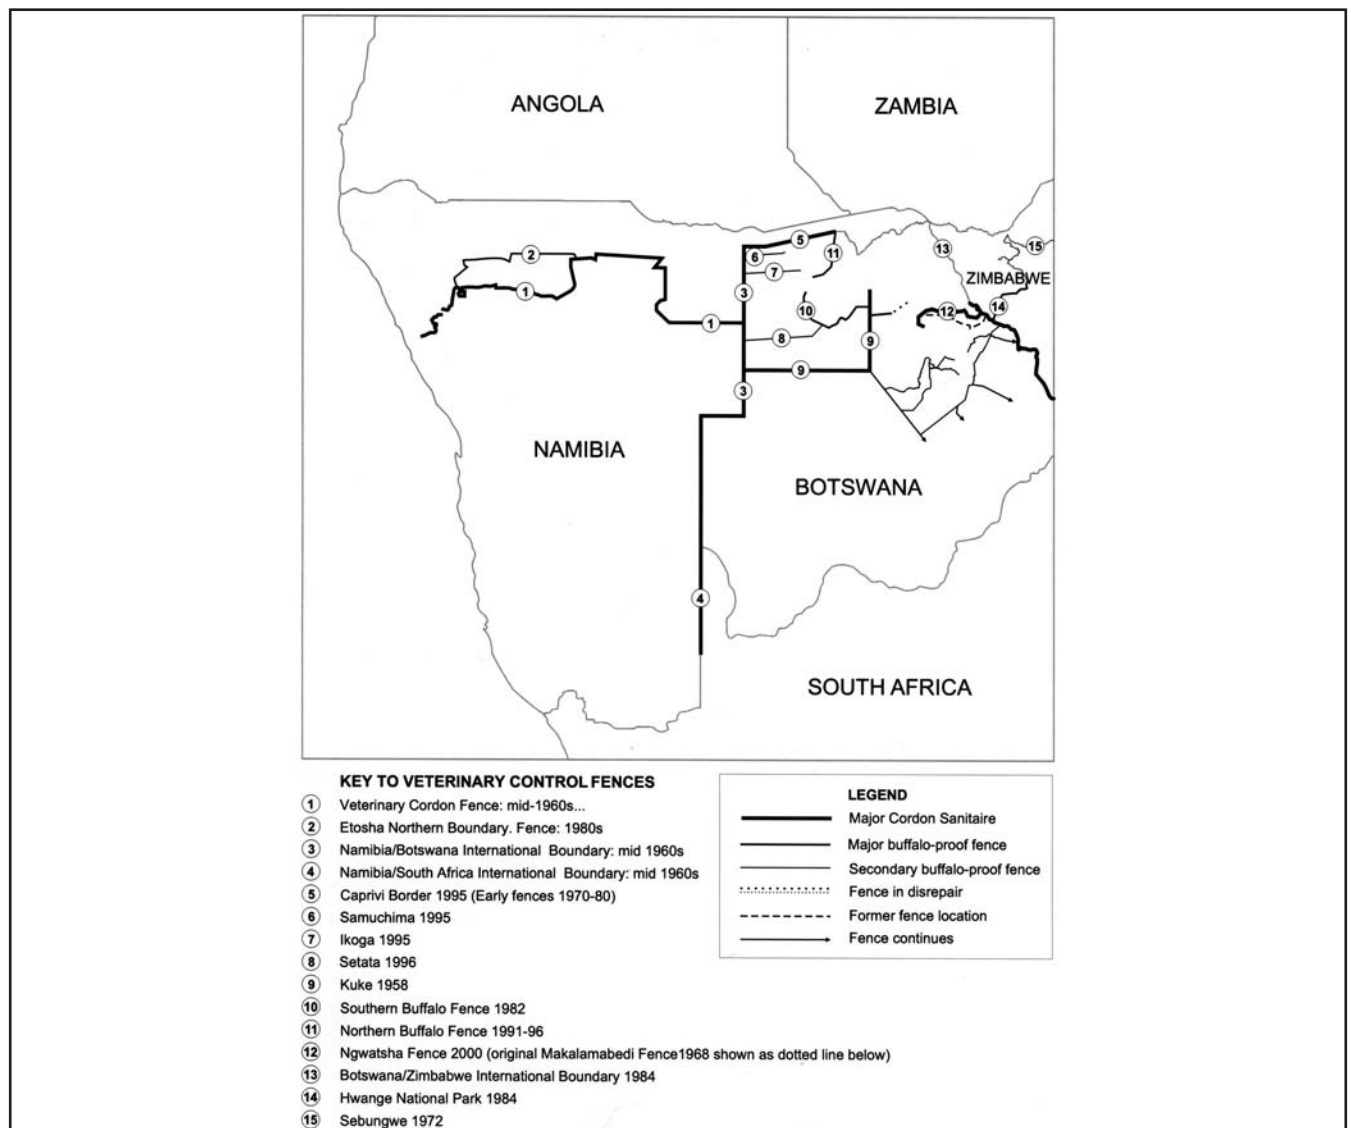 ANGOLA
ZAMBIA
2
5
11
13
15
6
7
ZIMBABWE
1
3
10
14
12
1
8
9
9
3
NAMIBIA
BOTSWANA
4
SOUTH AFRICA
KEY TO VETERINARY CONTROL FENCES
1 Veterinary Cordon Fence: mid-1960s...
2 Etosha Northern Boundary. Fence: 1980s
3 Namibia/Botswana International Boundary: mid 1960s
4 Namibia/South Africa International Boundary: mid 1960s
5 Caprivi Border 1995 (Early fences 1970-80)
6 Samuchima 1995
7 Ikoga 1995
8 Setata 1996
9 Kuke 1958
10 Southern Buffalo Fence 1982
11 Northern Buffalo Fence 1991-96
12 Ngwatsha Fence 2000 (original Makalamabedi Fence1968 shown as dotted line below)
13 Botswana/Zimbabwe International Boundary 1984
14 Hwange National Park 1984
15 Sebungwe 1972
LEGEND
Major Cordon Sanitaire
Major buffalo-proof fence
Secondary buffalo-proof fence
Fence in disrepair
Former fence location
Fence continues